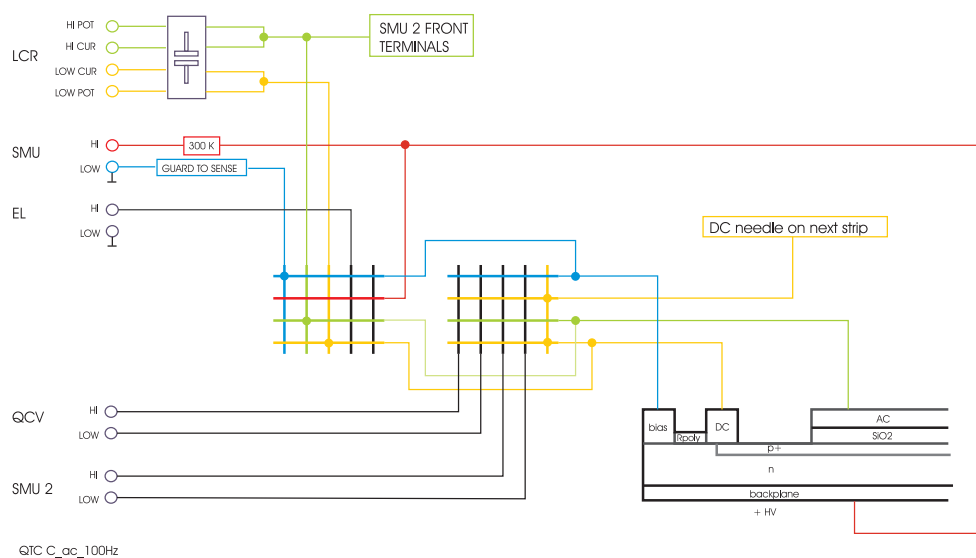 HI POT
HI CUR
LCR
LOW CUR
LOW POT
SMU 2 FRONT
TERMINALS
SMU
HI
300 K
LOW
GUARD TO SENSE
EL
HI
LOW
DC needle on next strip
QCV
HI
LOW
SMU 2
HI
LOW
bias
Rpoly
DC
AC
SiO2
p+
n
backplane
+ HV
QTC C_ac_100Hz